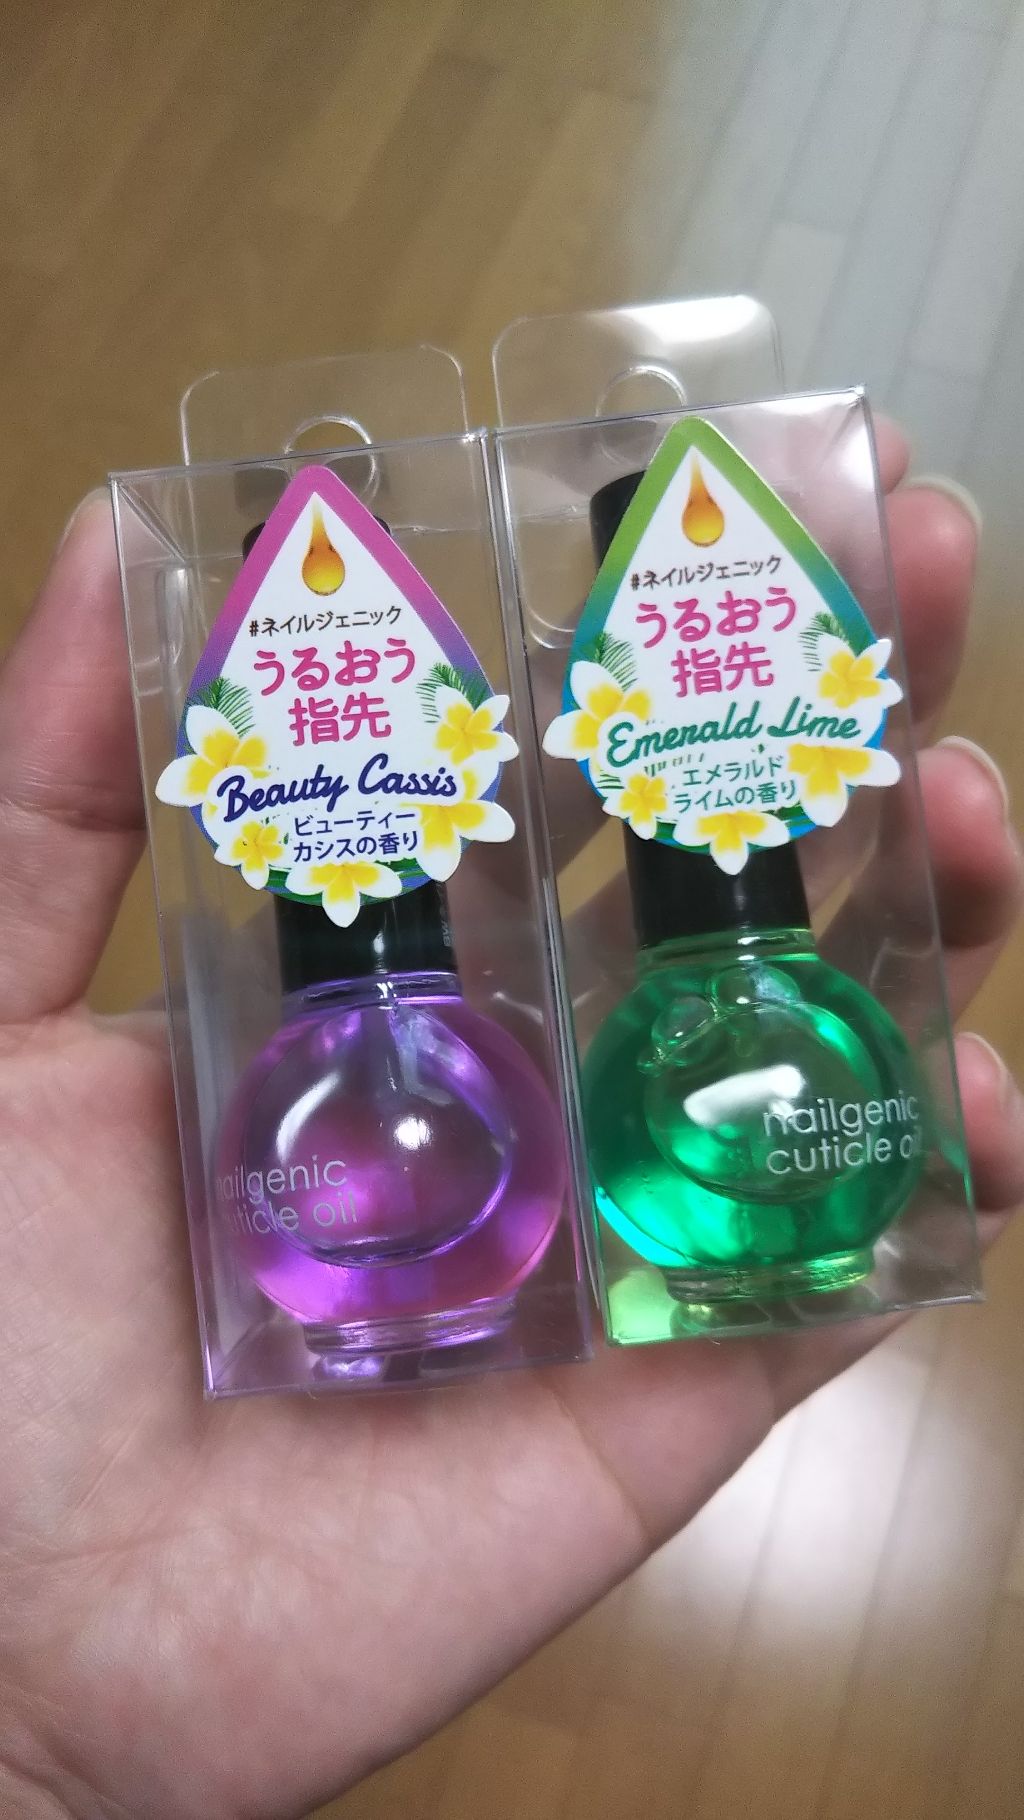 #ネイルジェニック
うるおう
指先
Beauty Cassis
ビューティー
カシスの香り
nailgenic
cuticle oil
#ネイルジェニック
うるおう
指先
Emerald Lime
エメラルド
ライムの香り
nailgenic
cuticle oil